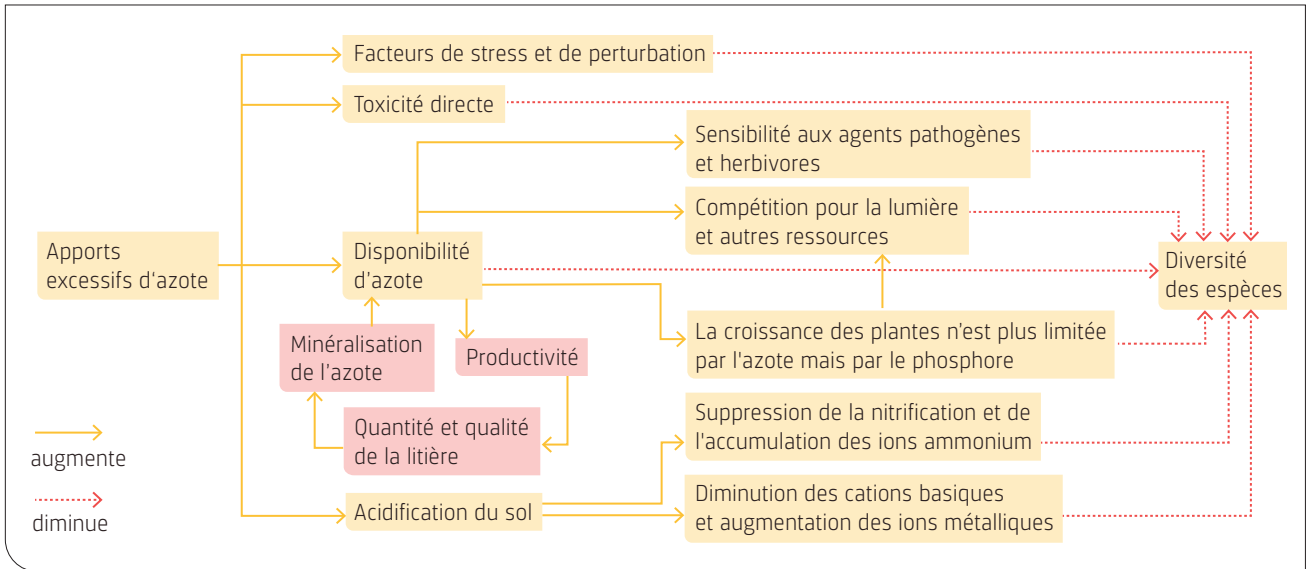 Facteurs de stress et de perturbation
Toxicité directe
Sensibilité aux agents pathogènes
et herbivores
Compétition pour la lumière
et autres ressources
Apports
excessifs d'azote
Disponibilité
d'azote
Diversité
des espèces
La croissance des plantes n'est plus limitée
par l'azote mais par le phosphore
Minéralisation
de l'azote
Productivité
Quantité et qualité
de la litière
Suppression de la nitrification et de
l'accumulation des ions ammonium
Acidification du sol
Diminution des cations basiques
et augmentation des ions métalliques
augmente
diminue